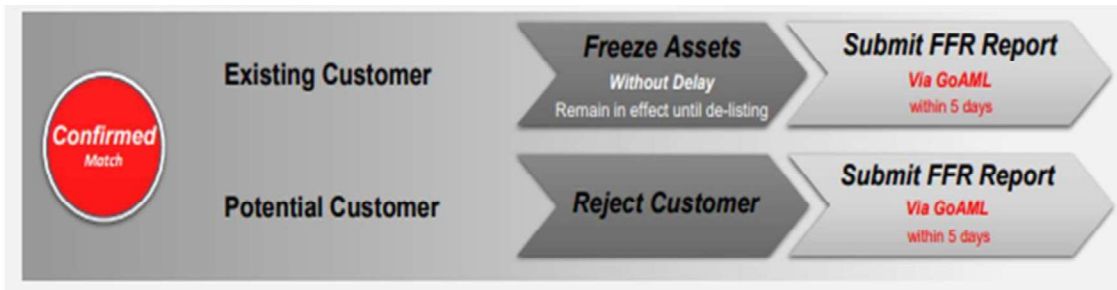 Confirmed
Match
Existing Customer
Freeze Assets
Without Delay
Remain in effect until de-listing
Submit FFR Report
Via GoAML
within 5 days
Potential Customer
Reject Customer
Submit FFR Report
Via GoAML
within 5 days